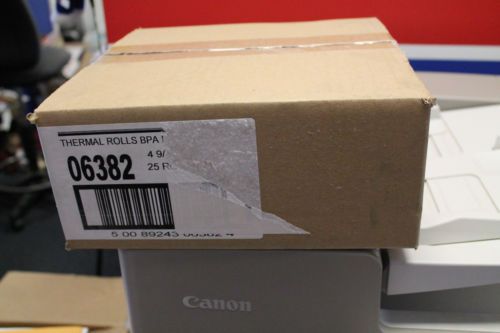 THERMAL ROLLS BPA
06382
4 9/
25 R
5 00 89243
Canon